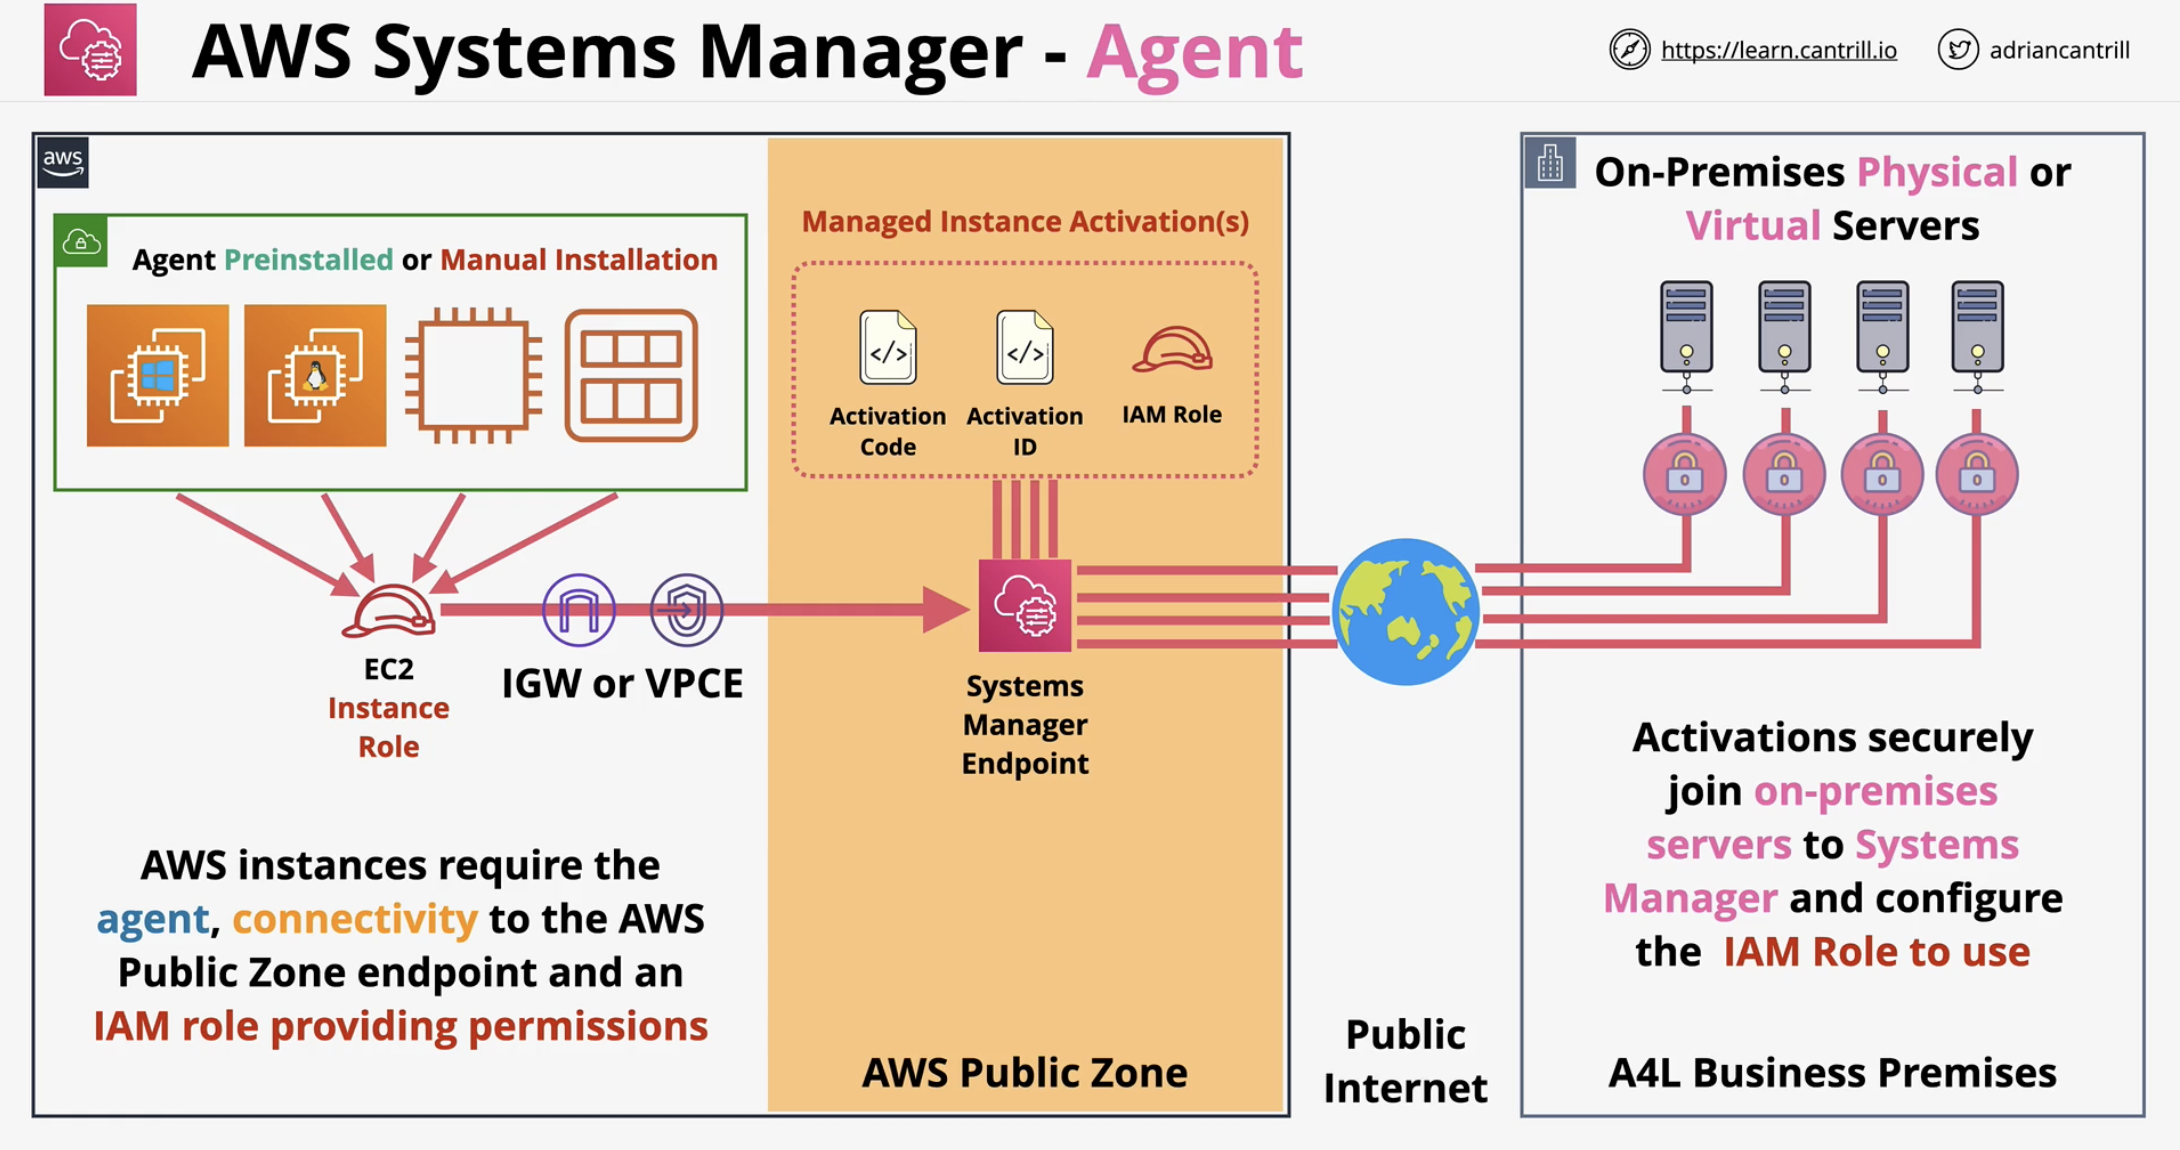 AWS Systems Manager - Agent
https://learn.cantrill.io
adriancantrill
aws
Agent Preinstalled or Manual Installation
EC2
Instance
Role
IGW or VPCE
AWS instances require the
agent, connectivity to the AWS
Public Zone endpoint and an
IAM role providing permissions
Managed Instance Activation(s)
</>
Activation
Code
</>
Activation
ID
IAM Role
Systems
Manager
Endpoint
AWS Public Zone
Public
Internet
On-Premises Physical or
Virtual Servers
Activations securely
join on-premises
servers to Systems
Manager and configure
the IAM Role to use
A4L Business Premises